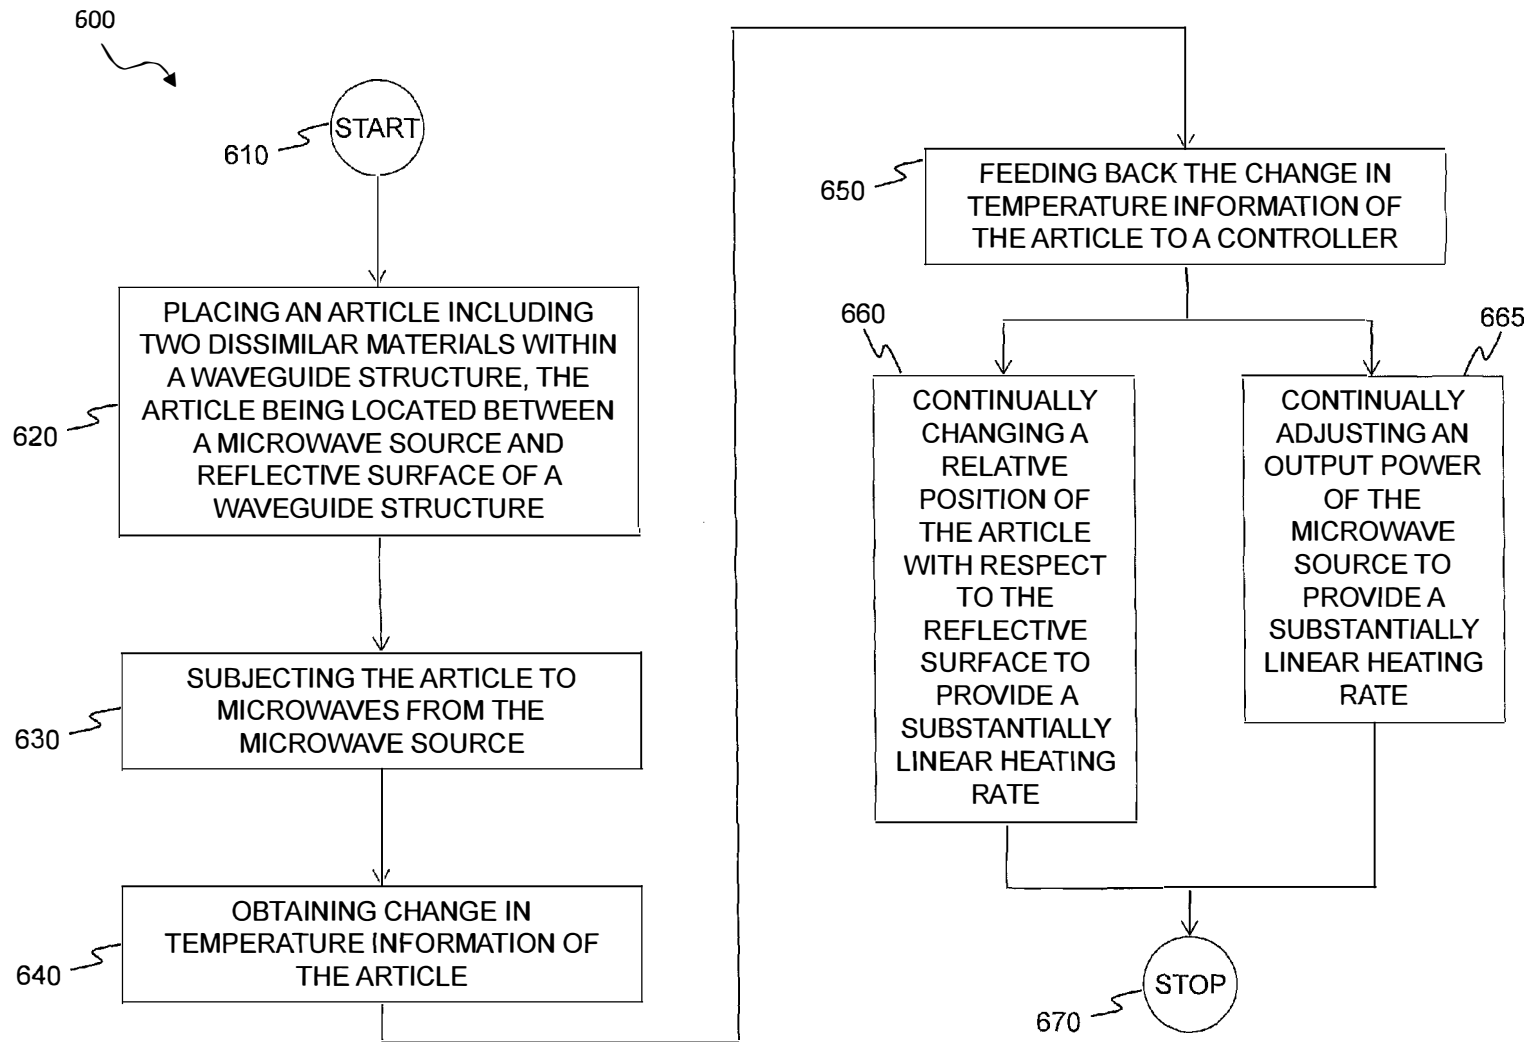 600
START
610
PLACING AN ARTICLE INCLUDING
TWO DISSIMILAR MATERIALS WITHIN
A WAVEGUIDE STRUCTURE, THE
ARTICLE BEING LOCATED BETWEEN
A MICROWAVE SOURCE AND
REFLECTIVE SURFACE OF A
WAVEGUIDE STRUCTURE
620
SUBJECTING THE ARTICLE TO
MICROWAVES FROM THE
MICROWAVE SOURCE
630
OBTAINING CHANGE IN
TEMPERATURE INFORMATION OF
THE ARTICLE
640
FEEDING BACK THE CHANGE IN
TEMPERATURE INFORMATION OF
THE ARTICLE TO A CONTROLLER
650
660
CONTINUALLY
CHANGING A
RELATIVE
POSITION OF
THE ARTICLE
WITH RESPECT
TO THE
REFLECTIVE
SURFACE TO
PROVIDE A
SUBSTANTIALLY
LINEAR HEATING
RATE
665
CONTINUALLY
ADJUSTING AN
OUTPUT POWER
OF THE
MICROWAVE
SOURCE TO
PROVIDE A
SUBSTANTIALLY
LINEAR HEATING
RATE
STOP
670